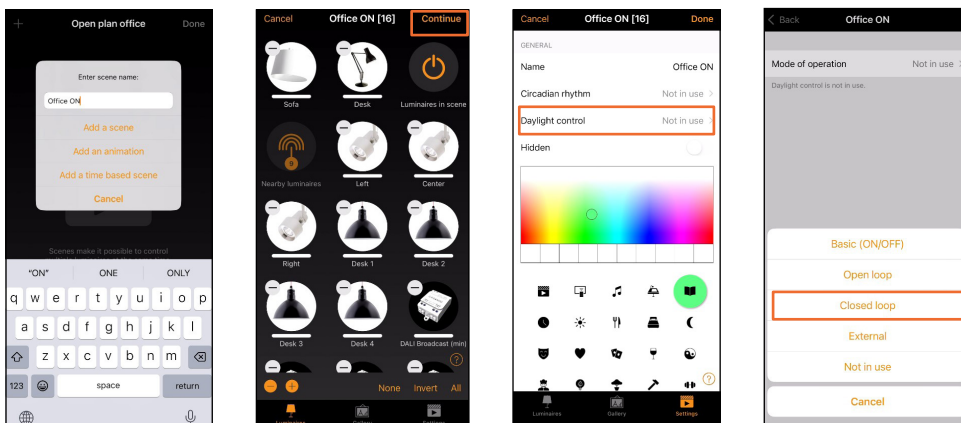 Open plan office Done
Enter scene name:
Office ON
Add a scene
Add an animation
Add a time based scene
Cancel
Scenes make it possible to control
"ON" ONE ONLY
q w e r t y u i o p
a s d f g h j k l
z x c v b n m
123 space return
Cancel Office ON [16] Continue
Sofa Desk Luminaires in scene
Nearby luminaires Left Center
Right Desk 1 Desk 2
Desk 3 Desk 4 DALI Broadcast (min)
?
None Invert All
Luminaires Gallery Settings
Cancel Office ON [16] Done
GENERAL
Name Office ON
Circadian rhythm Not in use >
Daylight control Not in use >
Hidden
?
Luminaires Gallery Settings
< Back Office ON
Mode of operation Not in use >
Daylight control is not in use.
Basic (ON/OFF)
Open loop
Closed loop
External
Not in use
Cancel